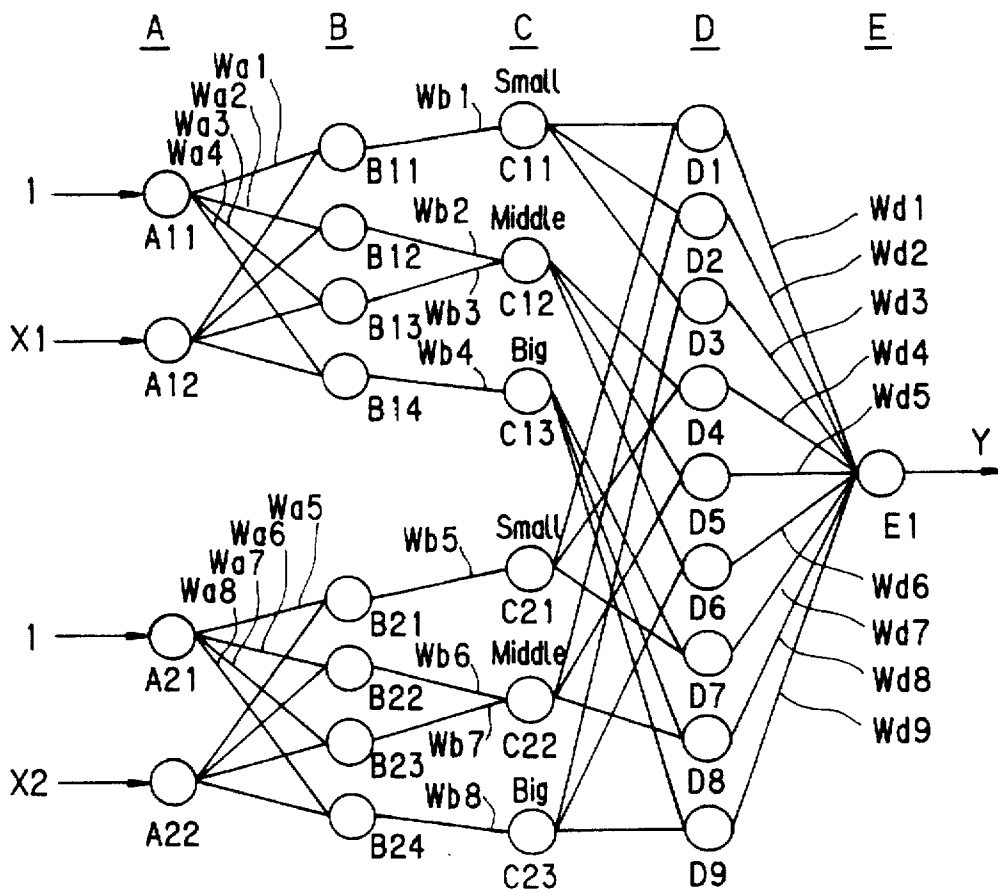 A B C D E
Wa1
Wa2
Wa3
Wa4
Wb1
Small
1
A11
B11
C11
D1
Wb2
Middle
B12
C12
D2
Wd1
Wd2
X1
A12
B13
Wb3
D3
Wd3
Wb4
Big
B14
C13
D4
Wd4
Wd5
Y
D5
E1
Wa5
Wa6
Wa7
Wa8
Wb5
Small
B21
C21
D6
Wd6
1
A21
B22
Wb6
Middle
D7
Wd7
Wb7
C22
Wd8
X2
A22
B23
Wb8
Big
D8
Wd9
B24
C23
D9